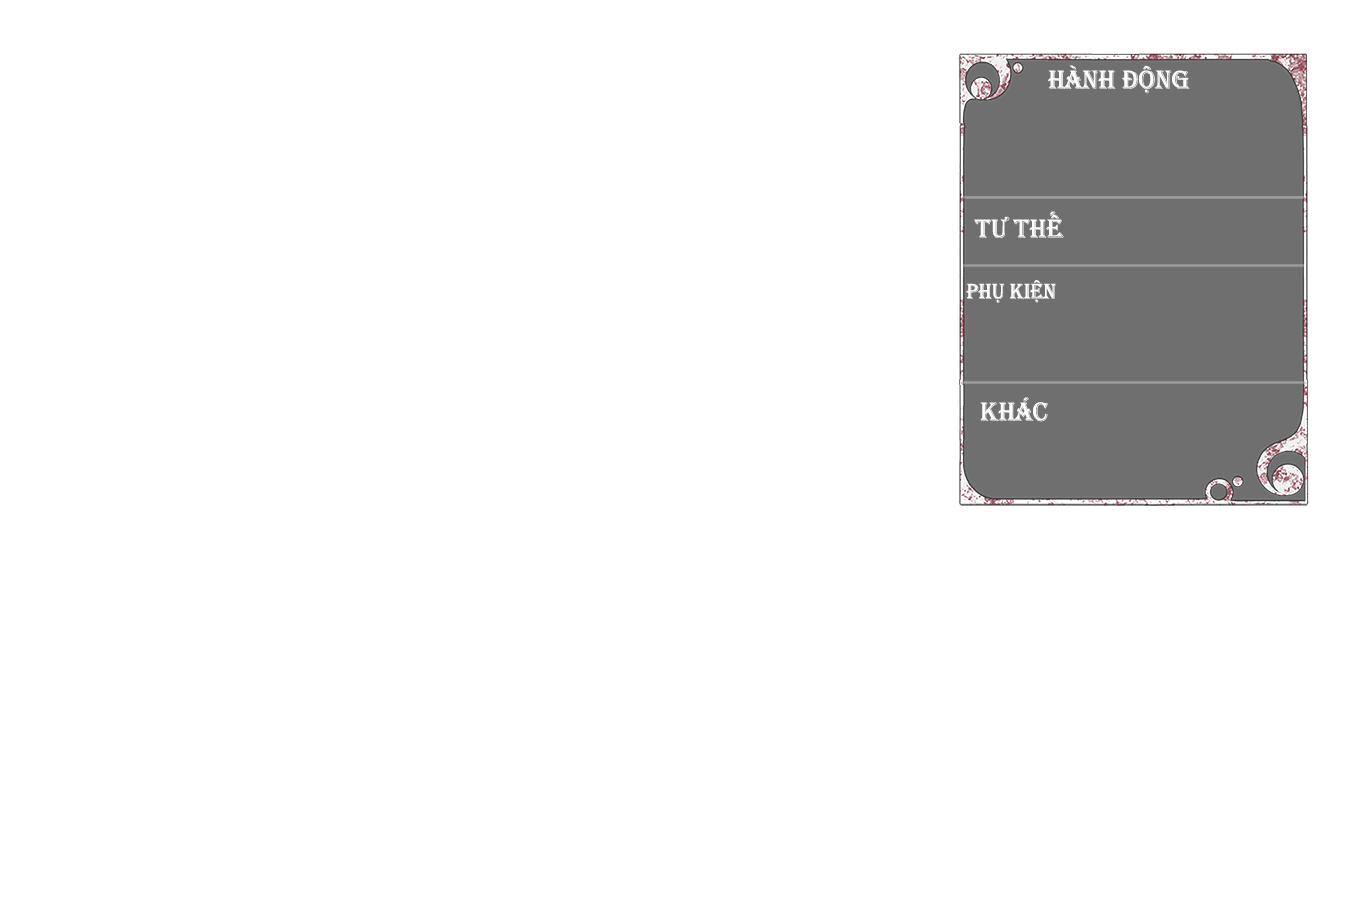 HÀNH ĐỘNG
TƯ THẾ
PHỤ KIỆN
KHÁC